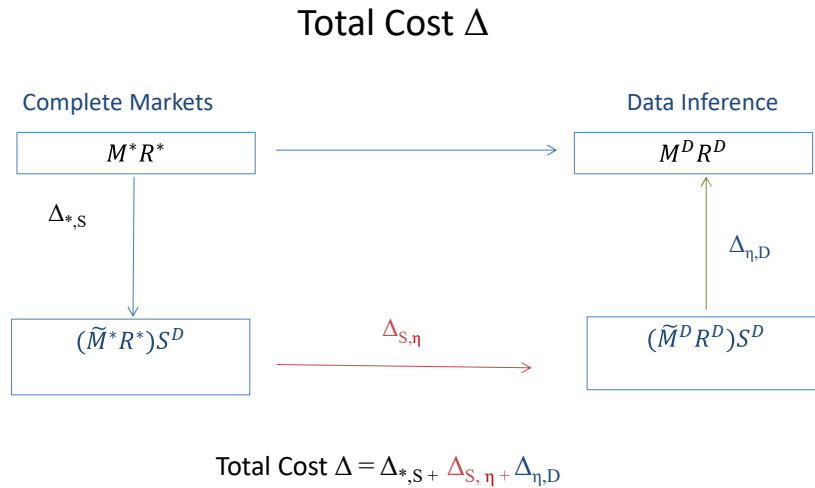 Total Cost Δ
Complete Markets
Data Inference
M*R*
M^D R^D
Δ*,S
Δη,D
(M̃*R*)S^D
ΔS,η
(M̃^D R^D)S^D
Total Cost Δ = Δ*,S + ΔS, η + Δη,D